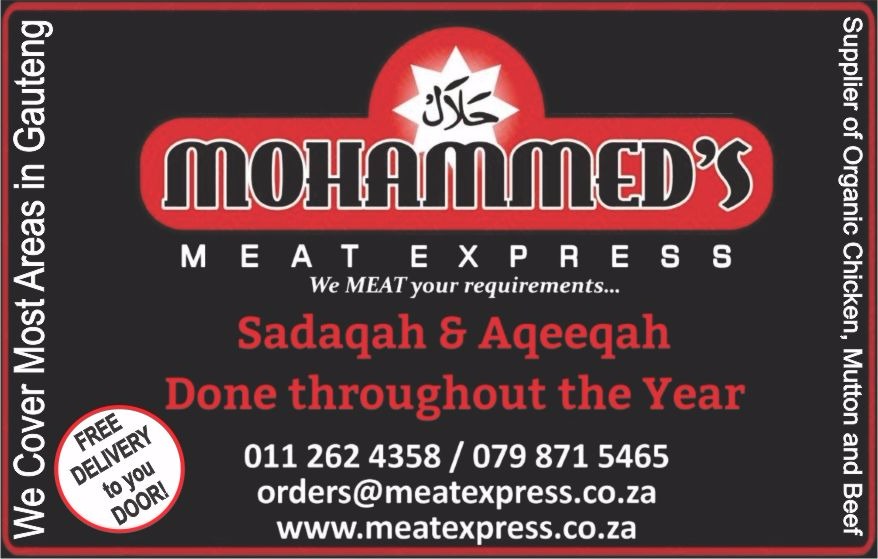 We Cover Most Areas in Gauteng
حَلَالْ
MOHAMMED'S
MEAT EXPRESS
We MEAT your requirements...
Sadaqah & Aqeeqah
Done throughout the Year
FREE
DELIVERY
to you
DOOR!
011 262 4358 / 079 871 5465
orders@meatexpress.co.za
www.meatexpress.co.za
Supplier of Organic Chicken, Mutton and Beef